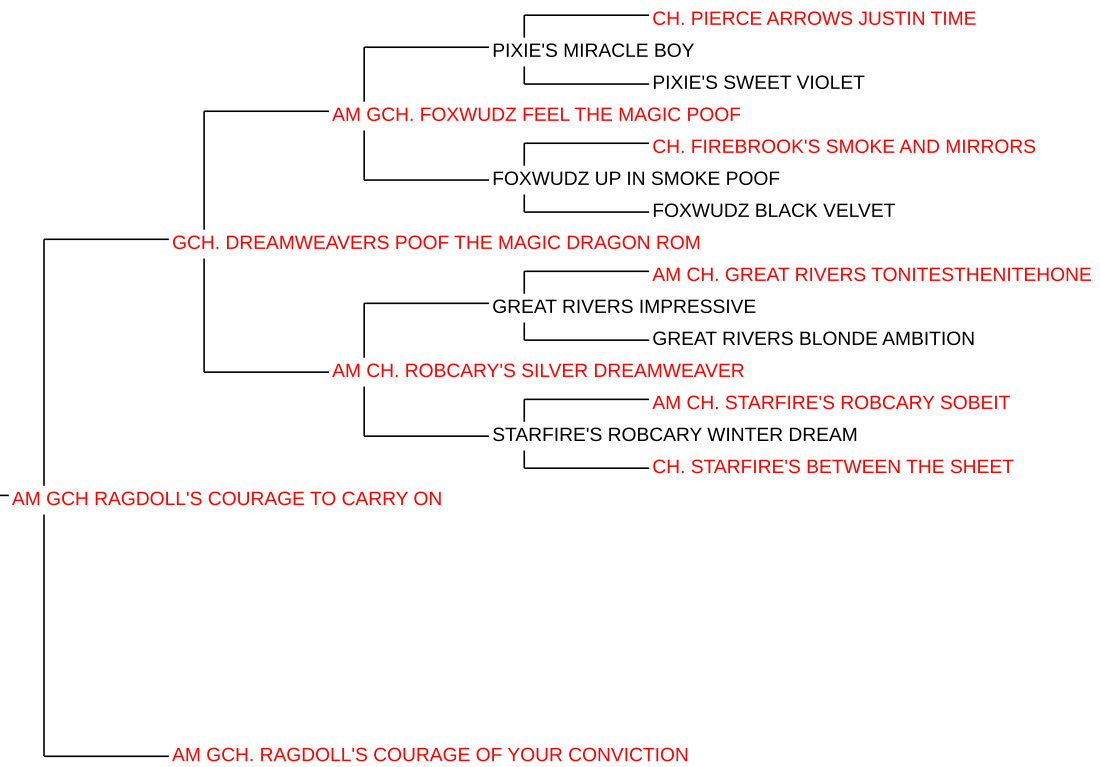 CH. PIERCE ARROWS JUSTIN TIME
PIXIE'S MIRACLE BOY
PIXIE'S SWEET VIOLET
AM GCH. FOXWUDZ FEEL THE MAGIC POOF
CH. FIREBROOK'S SMOKE AND MIRRORS
FOXWUDZ UP IN SMOKE POOF
FOXWUDZ BLACK VELVET
GCH. DREAMWEAVERS POOF THE MAGIC DRAGON ROM
AM CH. GREAT RIVERS TONITESTHENITEHONE
GREAT RIVERS IMPRESSIVE
GREAT RIVERS BLONDE AMBITION
AM CH. ROBCARY'S SILVER DREAMWEAVER
AM CH. STARFIRE'S ROBCARY SOBEIT
STARFIRE'S ROBCARY WINTER DREAM
CH. STARFIRE'S BETWEEN THE SHEET
AM GCH RAGDOLL'S COURAGE TO CARRY ON
AM GCH. RAGDOLL'S COURAGE OF YOUR CONVICTION